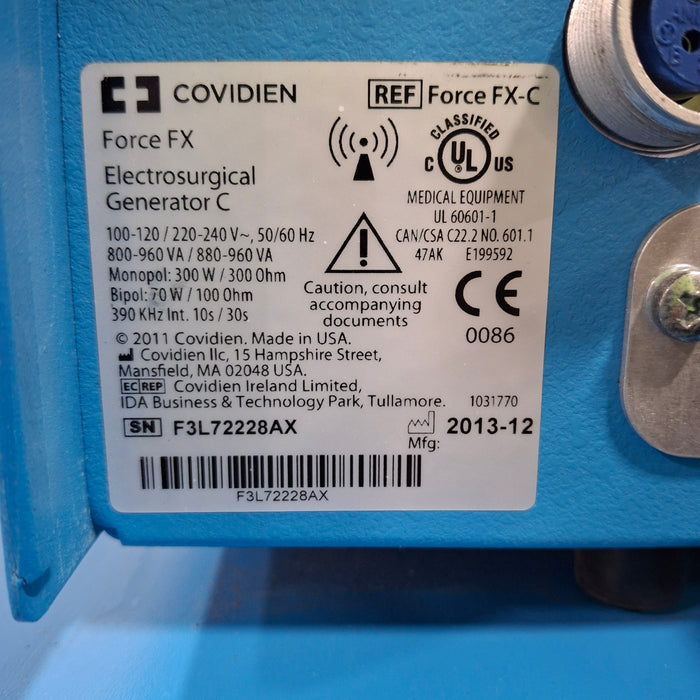 COVIDIEN
REF Force FX-C
Force FX
Electrosurgical
Generator C
100-120 / 220-240 V~, 50/60 Hz
800-960 VA / 880-960 VA
Monopol: 300 W / 300 Ohm
Bipol: 70 W / 100 Ohm
390 KHz Int. 10s / 30s
CLASSIFIED
C UL US
MEDICAL EQUIPMENT
UL 60601-1
CAN/CSA C22.2 NO. 601.1
47AK E199592
Caution, consult
accompanying
documents
CE
0086
© 2011 Covidien. Made in USA.
Covidien llc, 15 Hampshire Street,
Mansfield, MA 02048 USA.
EC REP Covidien Ireland Limited,
IDA Business & Technology Park, Tullamore.
1031770
SN F3L72228AX
Mfg: 2013-12
F3L72228AX